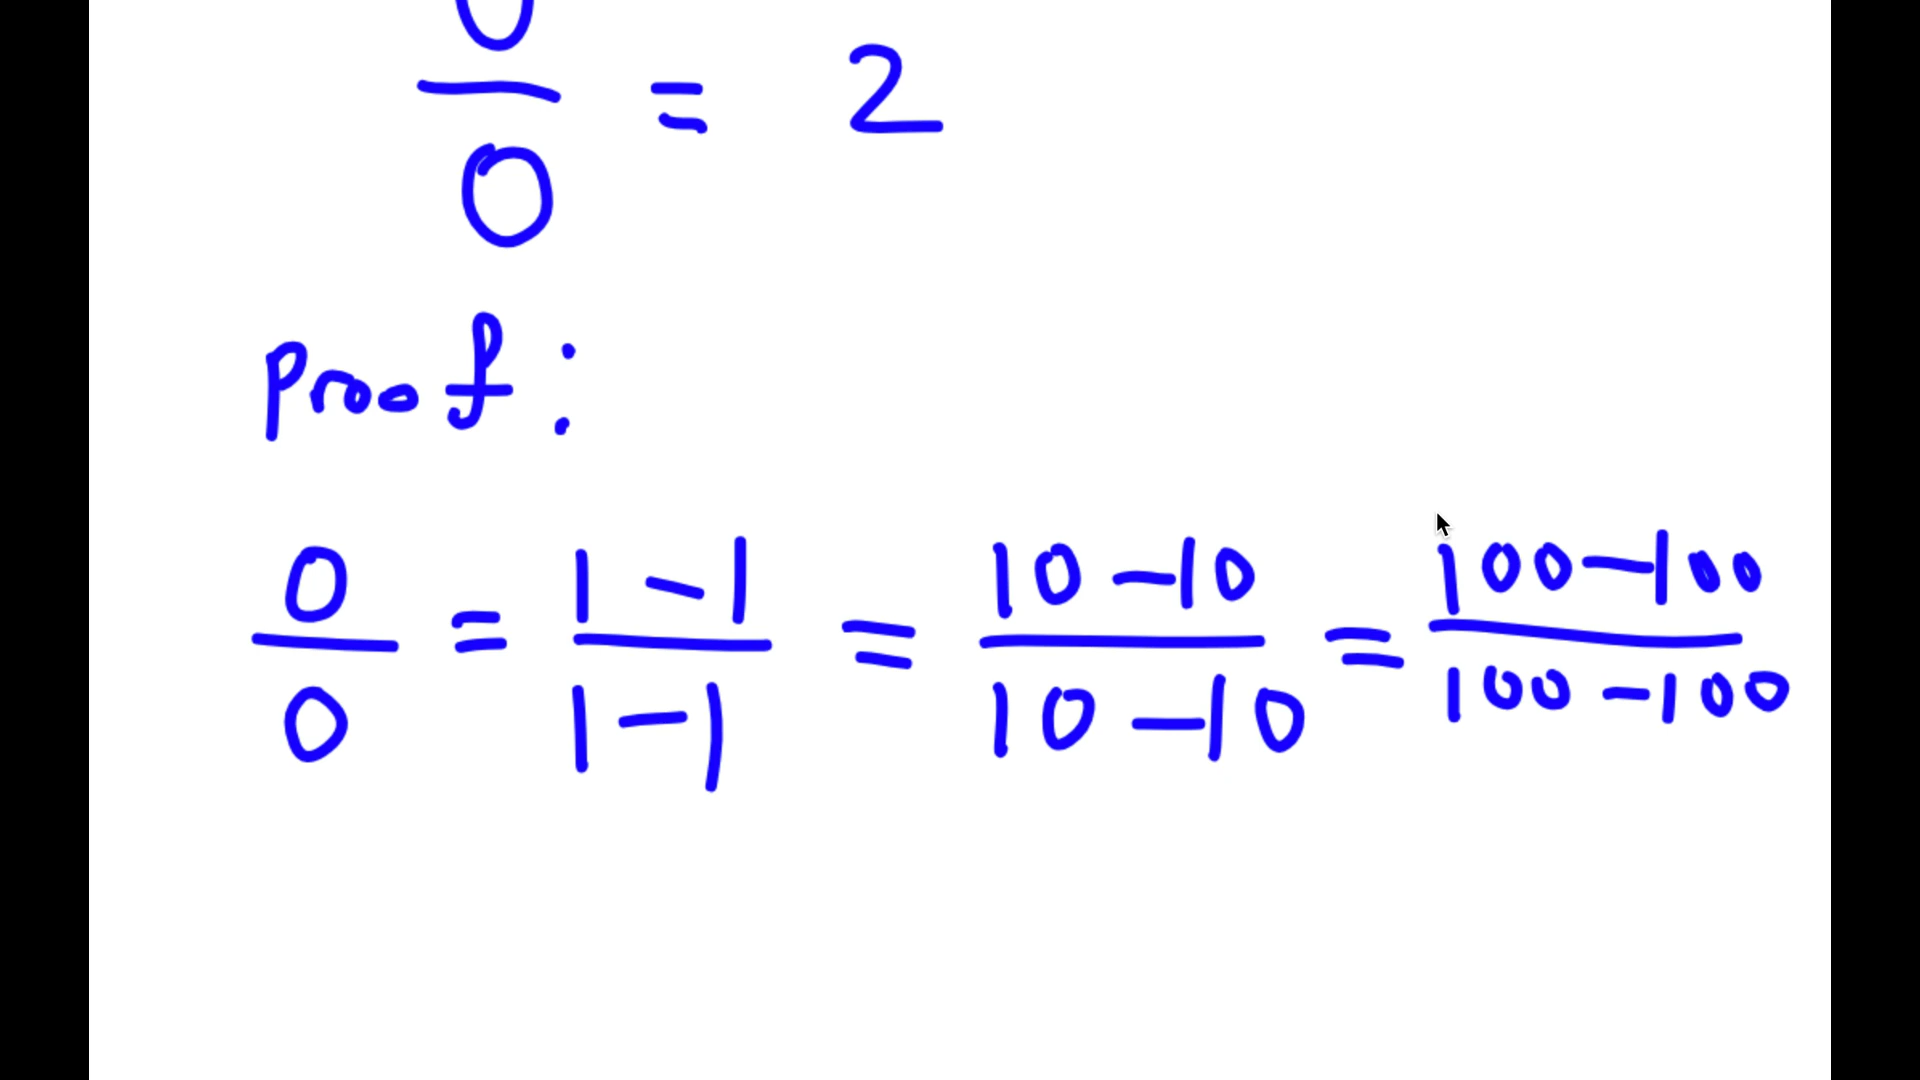 0/0 = 2
Proof :
0/0 = 1-1/1-1 = 10-10/10-10 = 100-100/100-100